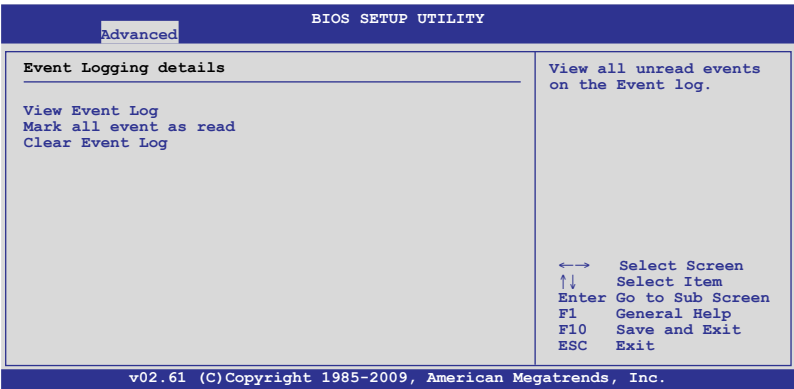 BIOS SETUP UTILITY
Advanced
Event Logging details
View Event Log
Mark all event as read
Clear Event Log
View all unread events
on the Event log.
←→ Select Screen
↑↓ Select Item
Enter Go to Sub Screen
F1 General Help
F10 Save and Exit
ESC Exit
v02.61 (C)Copyright 1985-2009, American Megatrends, Inc.